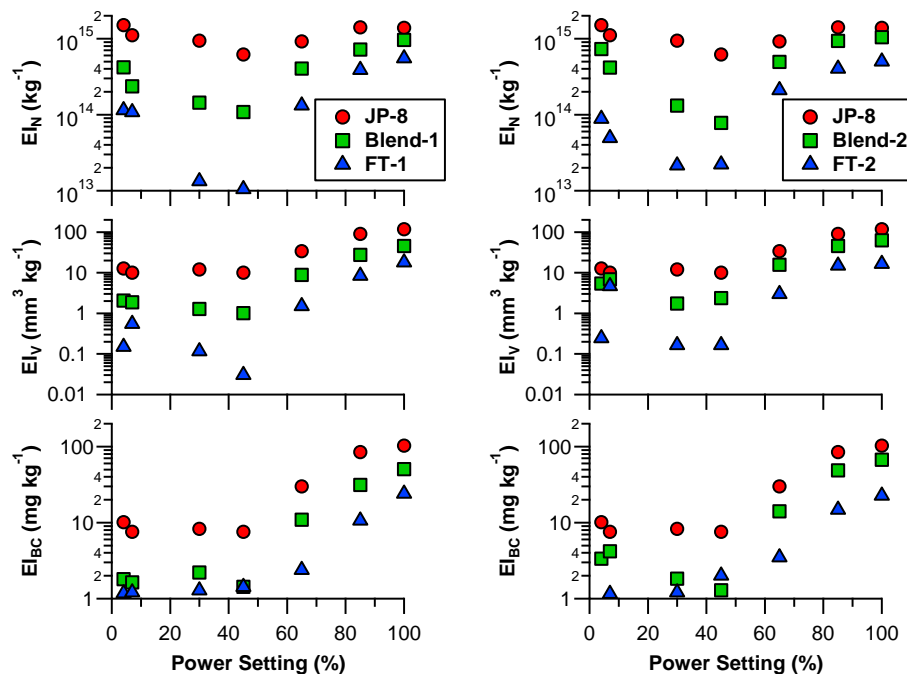 EI_N (kg^-1)
10^15
4
2
10^14
4
2
10^13
JP-8
Blend-1
FT-1
EI_N (kg^-1)
10^15
4
2
10^14
4
2
10^13
JP-8
Blend-2
FT-2
EI_V (mm^3 kg^-1)
100
10
1
0.1
0.01
EI_V (mm^3 kg^-1)
100
10
1
0.1
0.01
EI_BC (mg kg^-1)
2
100
4
2
10
4
2
1
0 20 40 60 80 100
Power Setting (%)
EI_BC (mg kg^-1)
2
100
4
2
10
4
2
1
0 20 40 60 80 100
Power Setting (%)